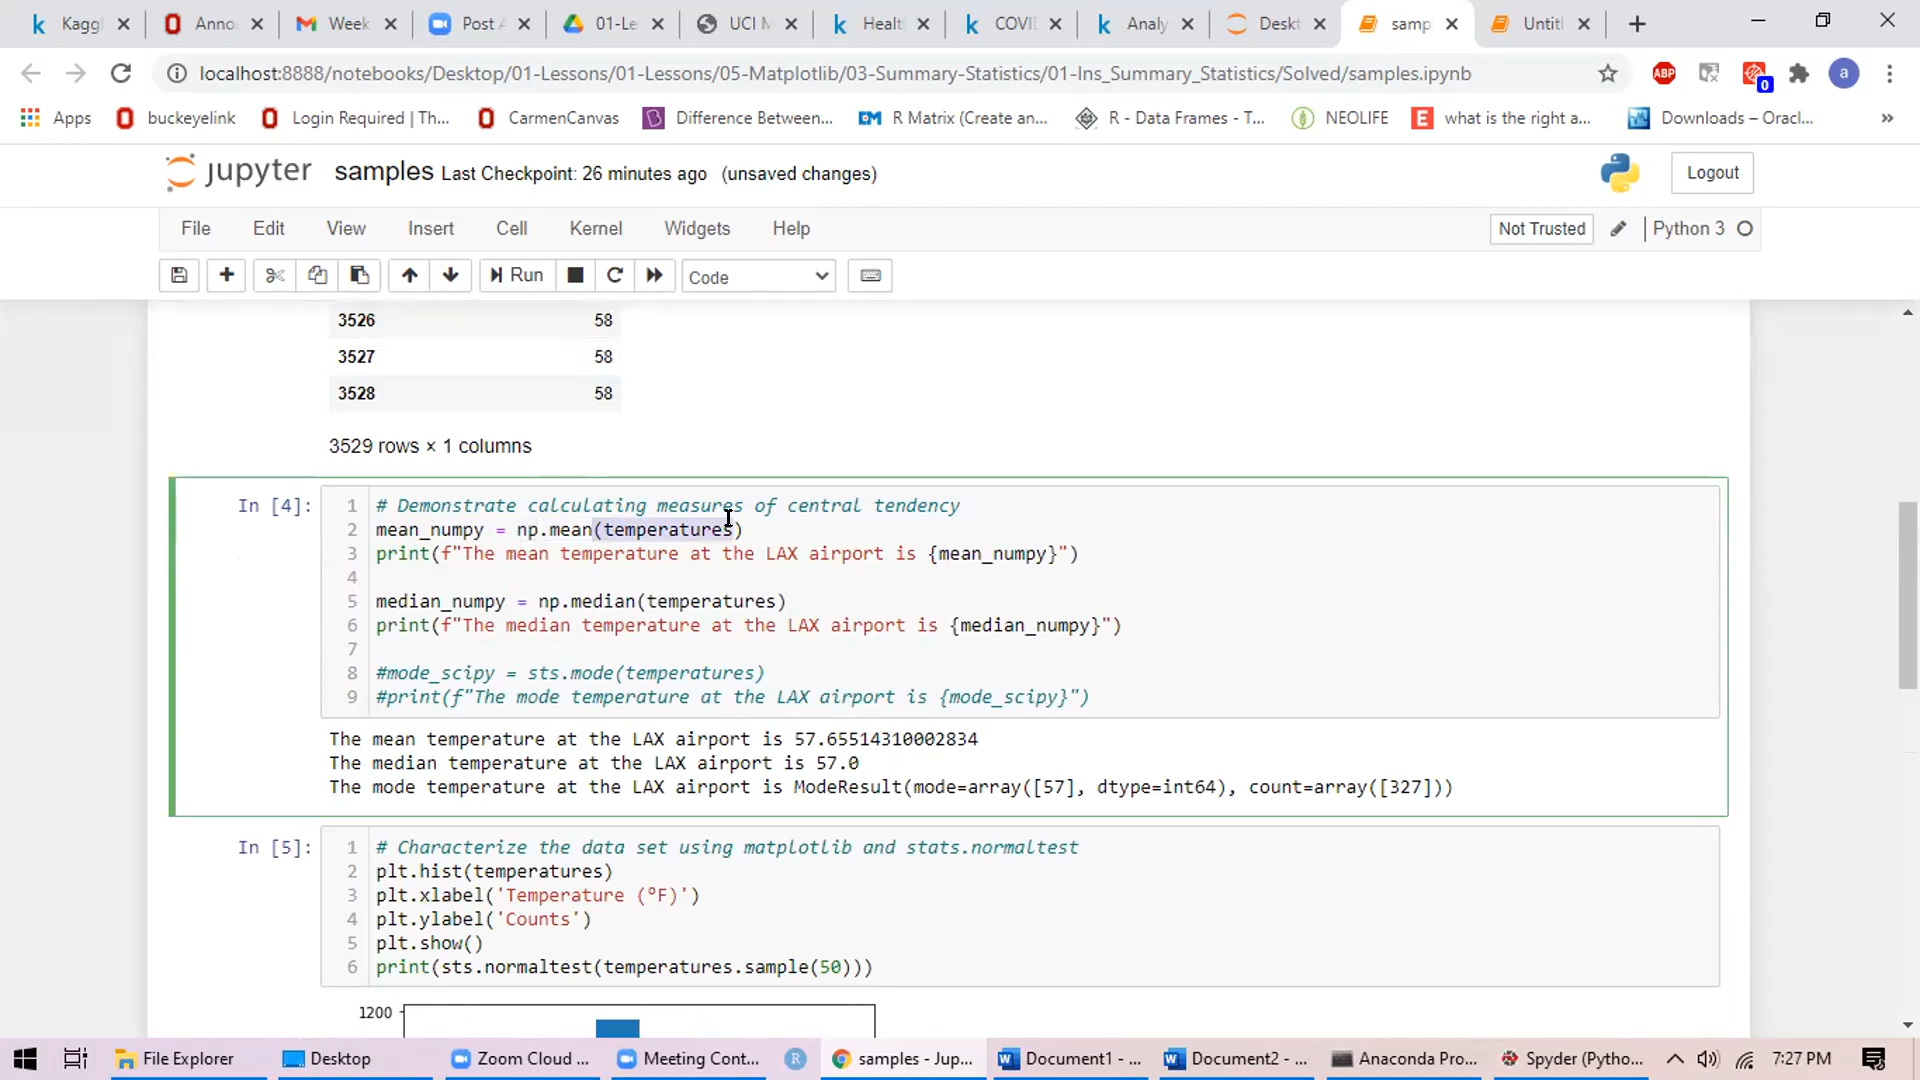 Kaggl
Anno
Week
Post A
01-Le
UCI M
Healt
COVI
Analy
Deskt
samp
Untitl
localhost:8888/notebooks/Desktop/01-Lessons/01-Lessons/05-Matplotlib/03-Summary-Statistics/01-Ins_Summary_Statistics/Solved/samples.ipynb
ABP
0
a
Apps
buckeyelink
Login Required | Th...
CarmenCanvas
Difference Between...
R Matrix (Create an...
R - Data Frames - T...
NEOLIFE
what is the right a...
Downloads – Oracl...
»
jupyter samples Last Checkpoint: 26 minutes ago (unsaved changes)
Logout
File Edit View Insert Cell Kernel Widgets Help
Not Trusted
Python 3
Run
Code
3526 58
3527 58
3528 58
3529 rows × 1 columns
In [4]:
1 # Demonstrate calculating measures of central tendency
2 mean_numpy = np.mean(temperatures)
3 print(f"The mean temperature at the LAX airport is {mean_numpy}")
4
5 median_numpy = np.median(temperatures)
6 print(f"The median temperature at the LAX airport is {median_numpy}")
7
8 #mode_scipy = sts.mode(temperatures)
9 #print(f"The mode temperature at the LAX airport is {mode_scipy}")
The mean temperature at the LAX airport is 57.65514310002834
The median temperature at the LAX airport is 57.0
The mode temperature at the LAX airport is ModeResult(mode=array([57], dtype=int64), count=array([327]))
In [5]:
1 # Characterize the data set using matplotlib and stats.normaltest
2 plt.hist(temperatures)
3 plt.xlabel('Temperature (°F)')
4 plt.ylabel('Counts')
5 plt.show()
6 print(sts.normaltest(temperatures.sample(50)))
1200
File Explorer
Desktop
Zoom Cloud ...
Meeting Cont...
R
samples - Jup...
Document1 - ...
Document2 - ...
Anaconda Pro...
Spyder (Pytho...
7:27 PM